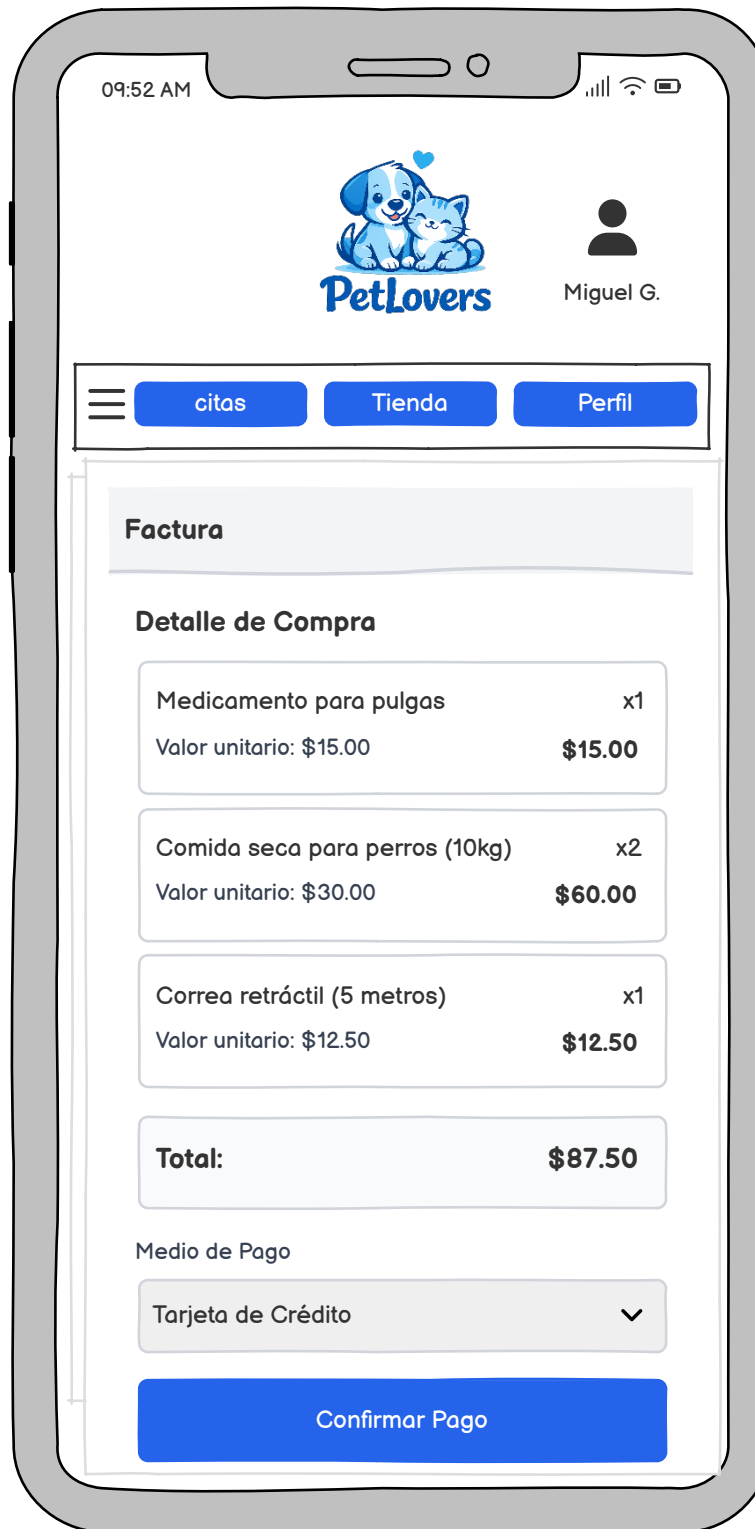 09:52 AM
PetLovers
Miguel G.
citas Tienda Perfil
Factura
Detalle de Compra
Medicamento para pulgas x1
Valor unitario: $15.00 $15.00
Comida seca para perros (10kg) x2
Valor unitario: $30.00 $60.00
Correa retráctil (5 metros) x1
Valor unitario: $12.50 $12.50
Total: $87.50
Medio de Pago
Tarjeta de Crédito
Confirmar Pago